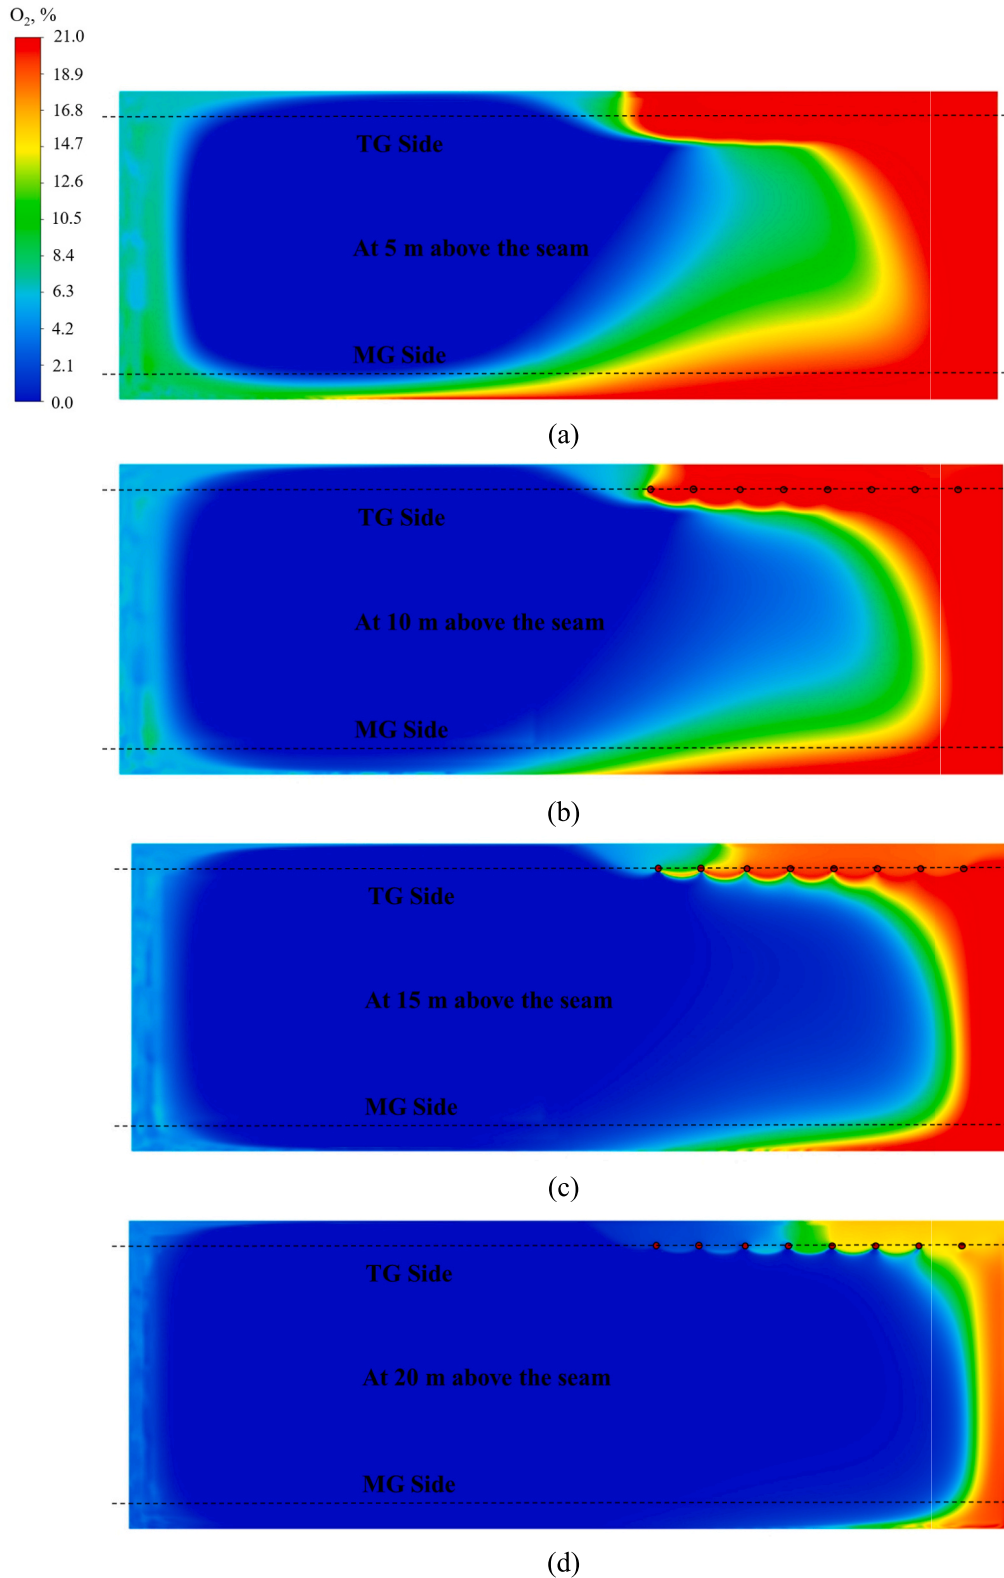 O₂, %
21.0
18.9
16.8
14.7
12.6
10.5
8.4
6.3
4.2
2.1
0.0
TG Side
At 5 m above the seam
MG Side
(a)
TG Side
At 10 m above the seam
MG Side
(b)
TG Side
At 15 m above the seam
MG Side
(c)
TG Side
At 20 m above the seam
MG Side
(d)